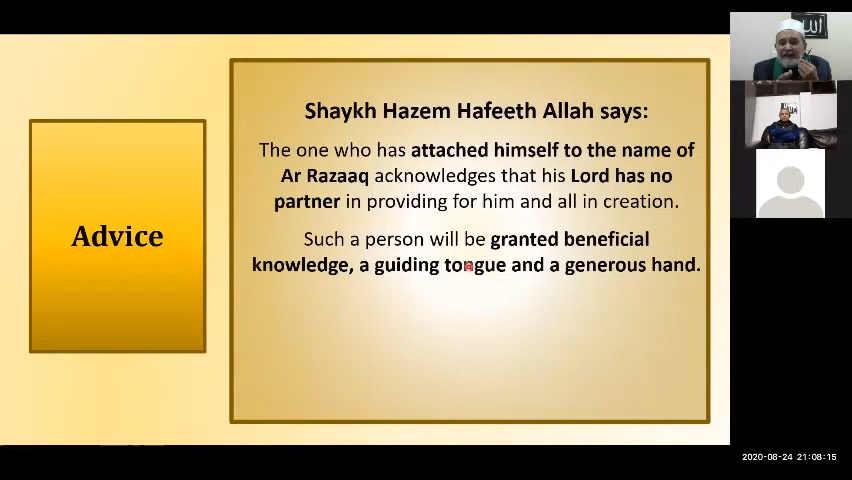 Advice
Shaykh Hazem Hafeeth Allah says:
The one who has attached himself to the name of
Ar Razaaq acknowledges that his Lord has no
partner in providing for him and all in creation.
Such a person will be granted beneficial
knowledge, a guiding tongue and a generous hand.
الله
2020-08-24 21:08:15